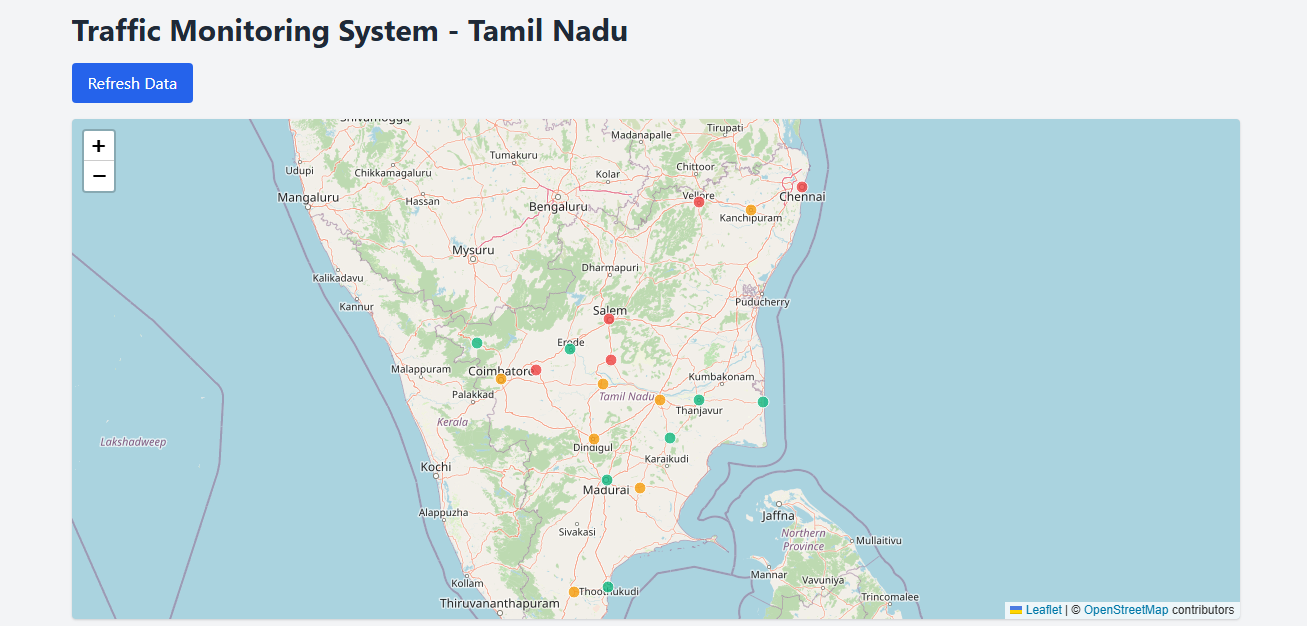 Traffic Monitoring System - Tamil Nadu
Refresh Data
+
−
Shivamogga
Madanapalle
Tirupati
Tumakuru
Udupi
Chikkamagaluru
Kolar
Chittoor
Mangaluru
Hassan
Bengaluru
Vellore
Chennai
Kanchipuram
Mysuru
Dharmapuri
Kalikadavu
Kannur
Puducherry
Salem
Erode
Malappuram
Coimbatore
Kumbakonam
Palakkad
Tamil Nadu
Thanjavur
Kerala
Lakshadweep
Dindigul
Karaikudi
Kochi
Madurai
Alappuzha
Jaffna
Sivakasi
Northern
Province
Mullaitivu
Mannar
Vavuniya
Kollam
Thoothukudi
Trincomalee
Thiruvananthapuram
Leaflet | © OpenStreetMap contributors